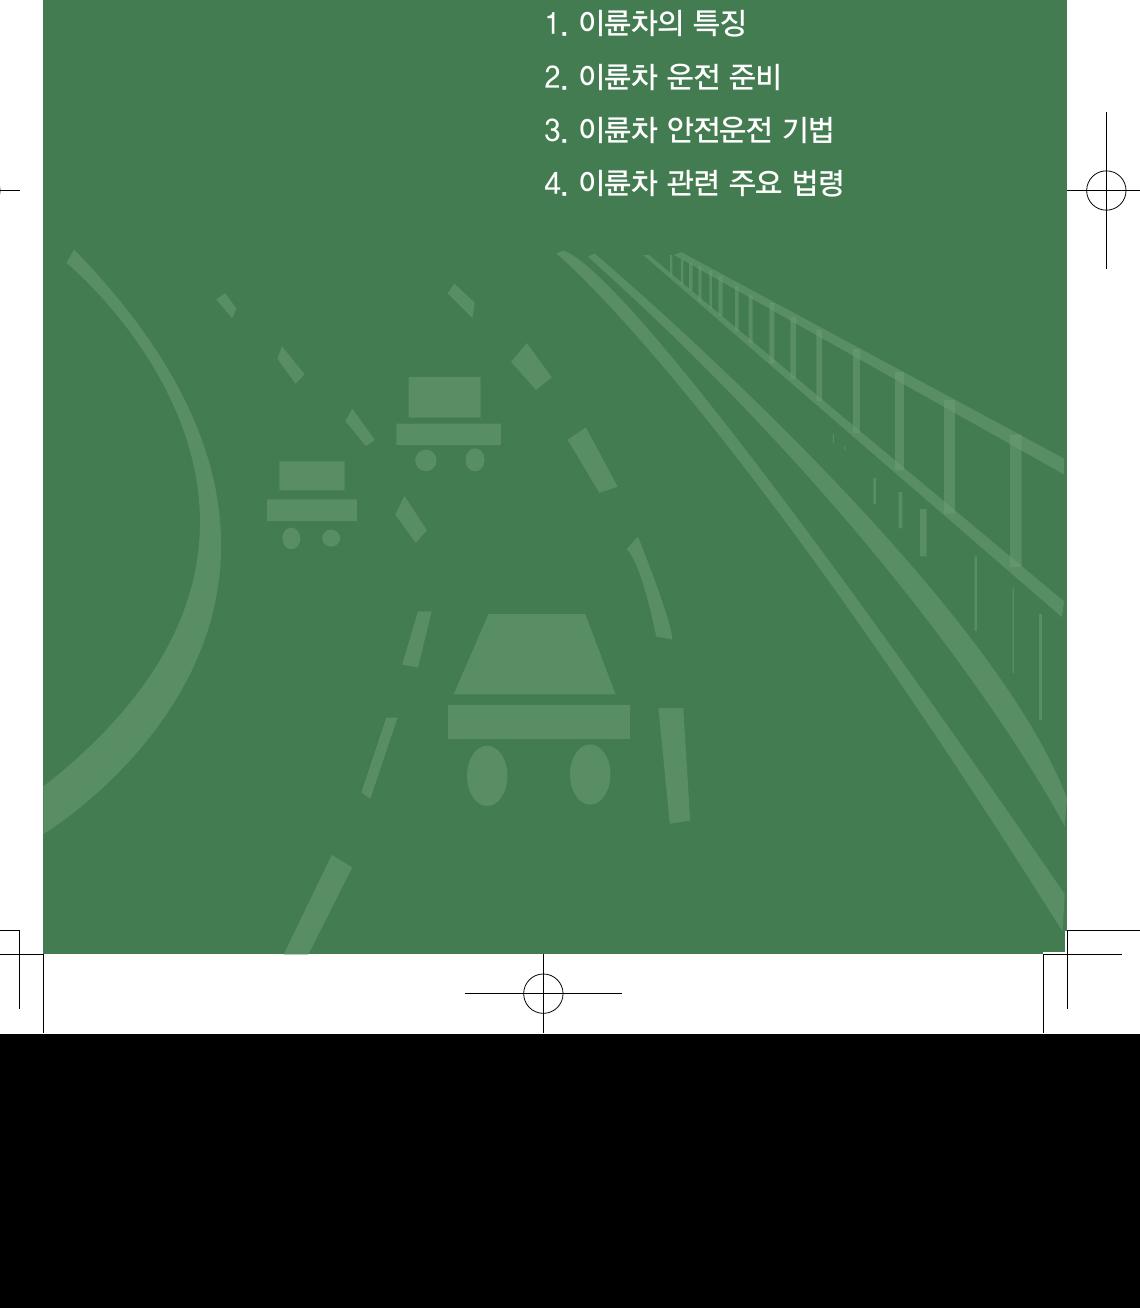 1. 이륜차의 특징
2. 이륜차 운전 준비
3. 이륜차 안전운전 기법
4. 이륜차 관련 주요 법령